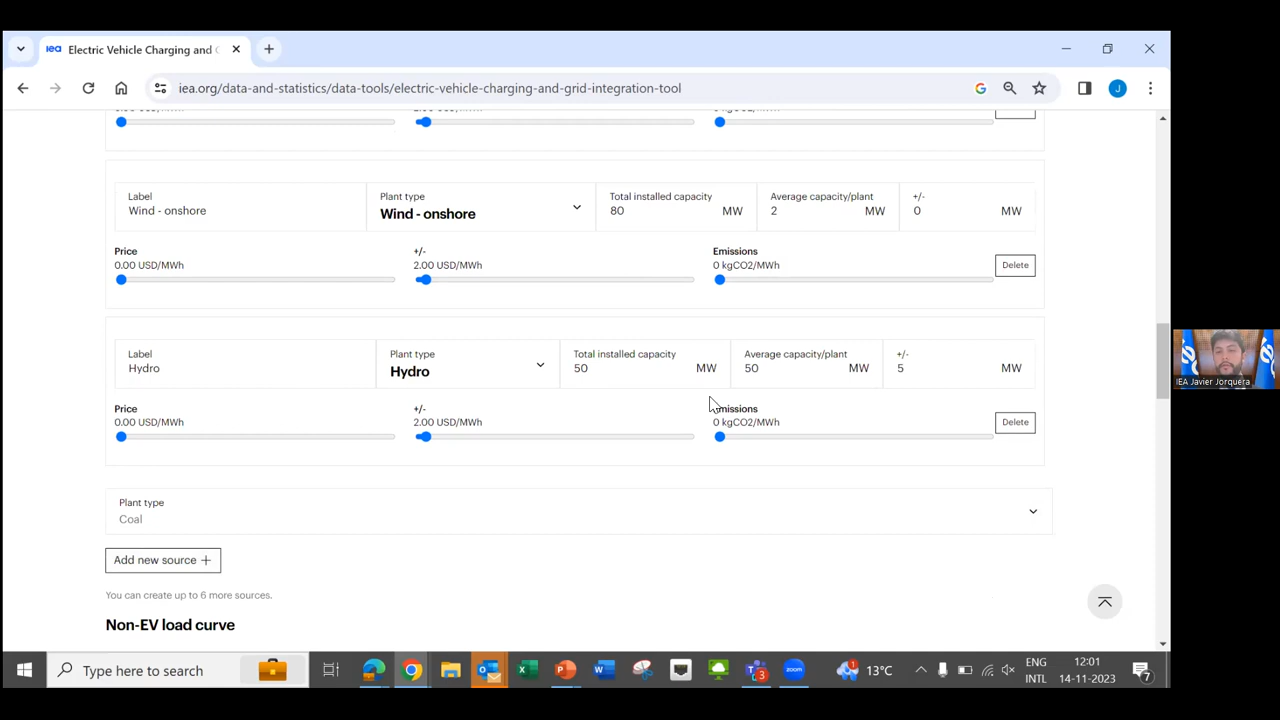 iea Electric Vehicle Charging and
iea.org/data-and-statistics/data-tools/electric-vehicle-charging-and-grid-integration-tool
J
Label
Wind - onshore
Plant type
Wind - onshore
Total installed capacity
80 MW
Average capacity/plant
2 MW
+/-
0 MW
Price
0.00 USD/MWh
+/-
2.00 USD/MWh
Emissions
0 kgCO2/MWh
Delete
Label
Hydro
Plant type
Hydro
Total installed capacity
50 MW
Average capacity/plant
50 MW
+/-
5 MW
Price
0.00 USD/MWh
+/-
2.00 USD/MWh
Emissions
0 kgCO2/MWh
Delete
Plant type
Coal
Add new source +
You can create up to 6 more sources.
Non-EV load curve
IEA Javier Jorquera
Type here to search
zoom
13°C
ENG
INTL
12:01
14-11-2023